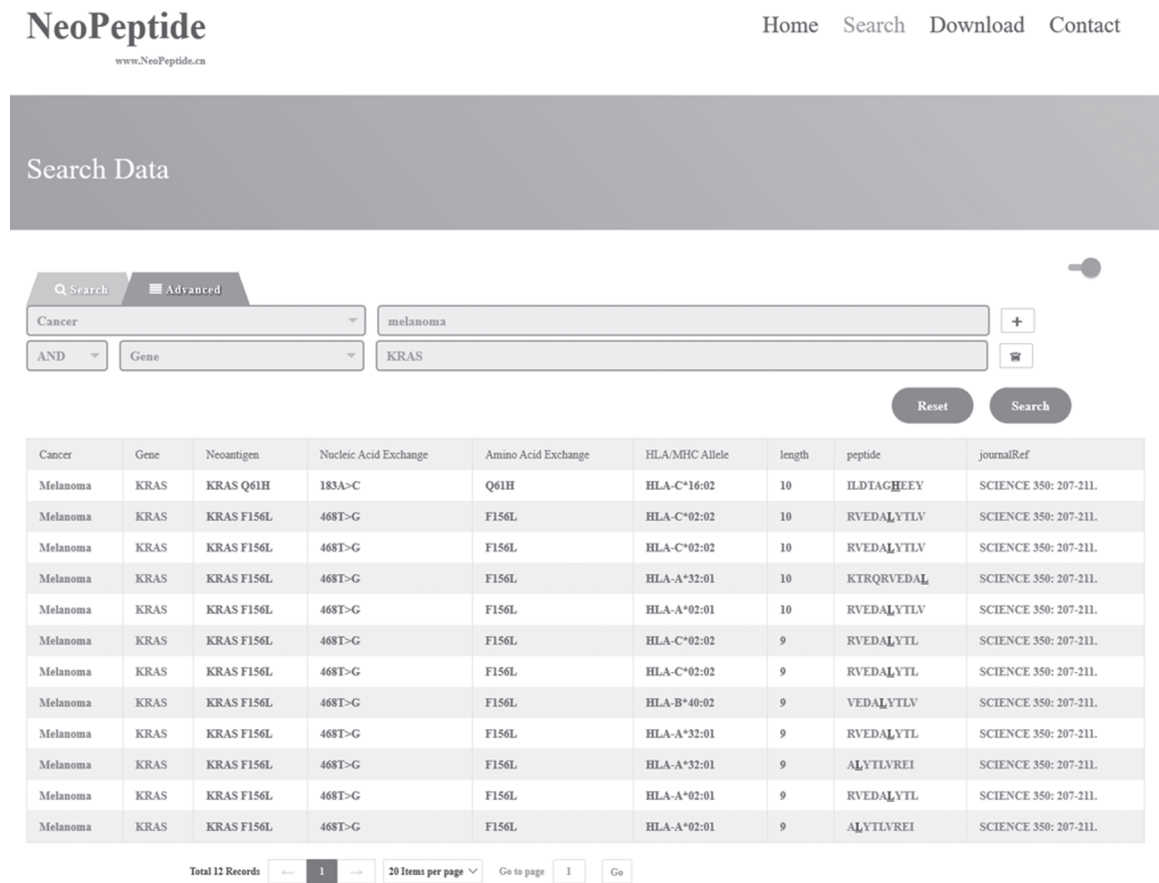 NeoPeptide
www.NeoPeptide.cn
Home Search Download Contact
Search Data
Search Advanced
Cancer melanoma +
AND Gene KRAS
Reset Search
Cancer Gene Neoantigen Nucleic Acid Exchange Amino Acid Exchange HLA/MHC Allele length peptide journalRef
Melanoma KRAS KRAS Q61H 183A>C Q61H HLA-C*16:02 10 ILDTAGHEEY SCIENCE 350: 207-211.
Melanoma KRAS KRAS F156L 468T>G F156L HLA-C*02:02 10 RVEDALYTLV SCIENCE 350: 207-211.
Melanoma KRAS KRAS F156L 468T>G F156L HLA-C*02:02 10 RVEDALYTLV SCIENCE 350: 207-211.
Melanoma KRAS KRAS F156L 468T>G F156L HLA-A*32:01 10 KTRQRVEDAL SCIENCE 350: 207-211.
Melanoma KRAS KRAS F156L 468T>G F156L HLA-A*02:01 10 RVEDALYTLV SCIENCE 350: 207-211.
Melanoma KRAS KRAS F156L 468T>G F156L HLA-C*02:02 9 RVEDALYTL SCIENCE 350: 207-211.
Melanoma KRAS KRAS F156L 468T>G F156L HLA-C*02:02 9 RVEDALYTL SCIENCE 350: 207-211.
Melanoma KRAS KRAS F156L 468T>G F156L HLA-B*40:02 9 VEDALYTLV SCIENCE 350: 207-211.
Melanoma KRAS KRAS F156L 468T>G F156L HLA-A*32:01 9 RVEDALYTL SCIENCE 350: 207-211.
Melanoma KRAS KRAS F156L 468T>G F156L HLA-A*32:01 9 ALYTLVREI SCIENCE 350: 207-211.
Melanoma KRAS KRAS F156L 468T>G F156L HLA-A*02:01 9 RVEDALYTL SCIENCE 350: 207-211.
Melanoma KRAS KRAS F156L 468T>G F156L HLA-A*02:01 9 ALYTLVREI SCIENCE 350: 207-211.
Total 12 Records ← 1 → 20 Items per page Go to page 1 Go